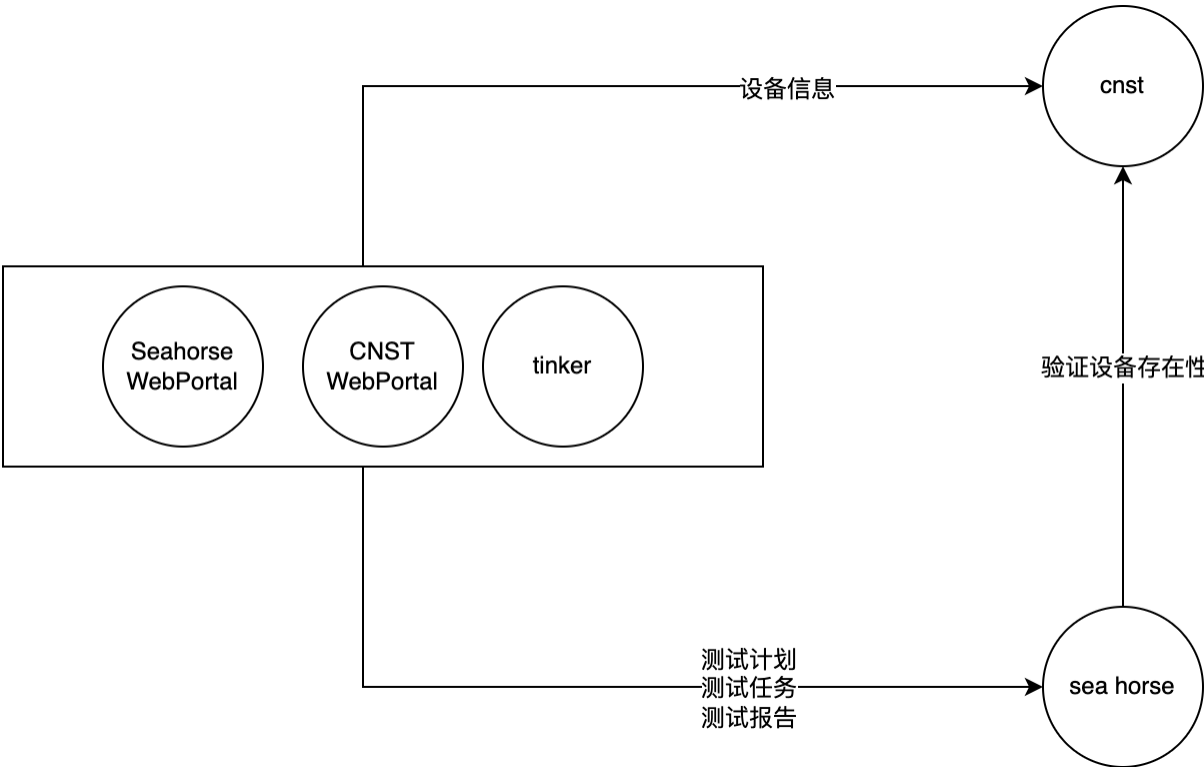 设备信息
cnst
Seahorse
WebPortal
CNST
WebPortal
tinker
验证设备存在性
测试计划
测试任务
测试报告
sea horse